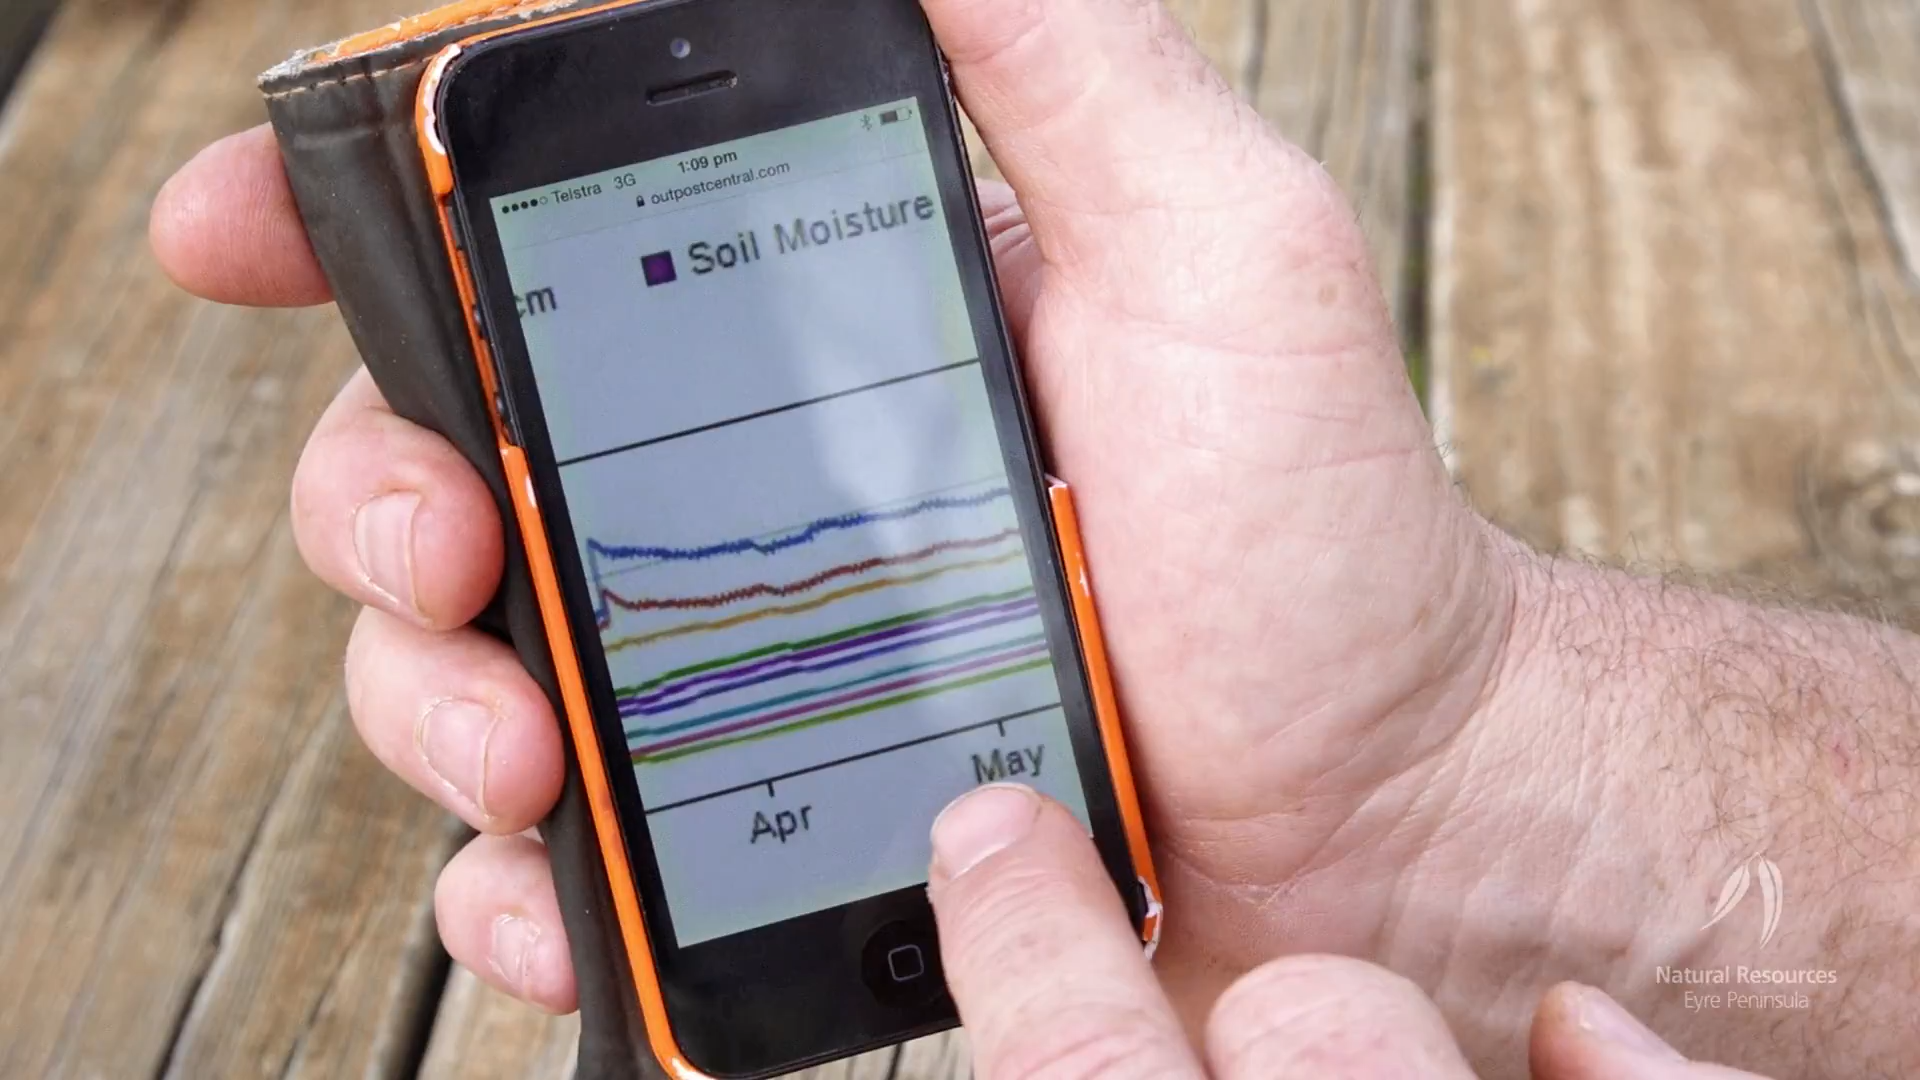 Telstra 3G 1:09 pm
outpostcentral.com
cm Soil Moisture
Apr May
Natural Resources
Eyre Peninsula